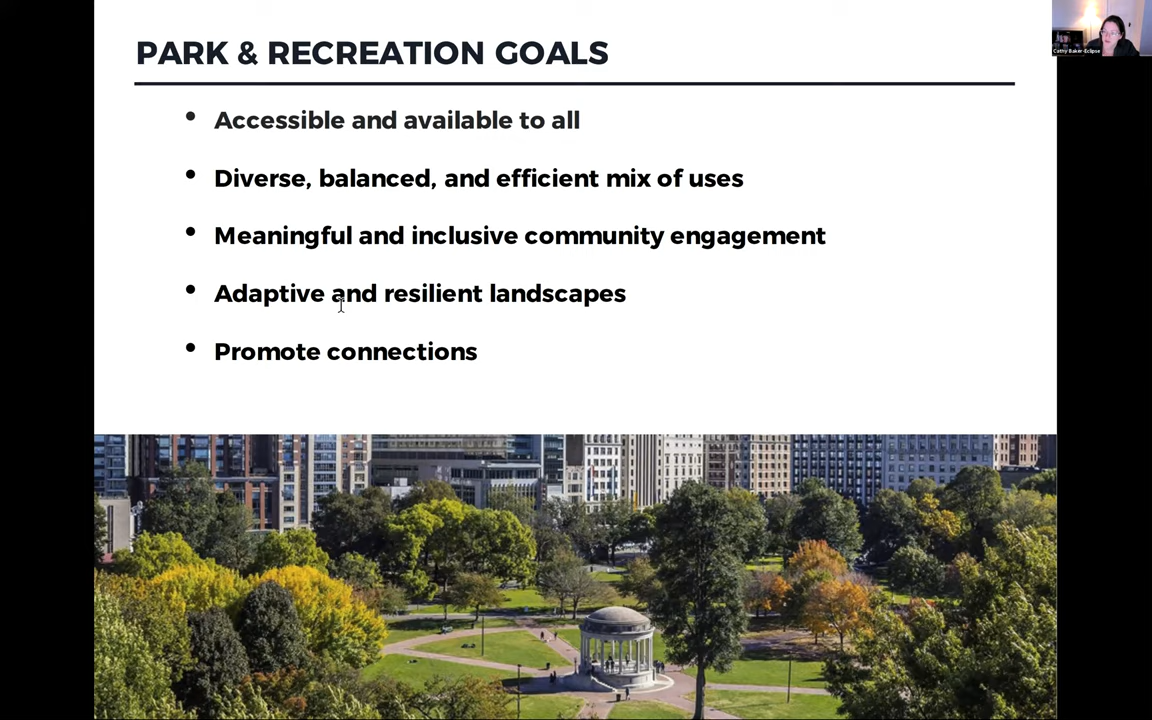 PARK & RECREATION GOALS
Cathy Baker-Eclipse
• Accessible and available to all
• Diverse, balanced, and efficient mix of uses
• Meaningful and inclusive community engagement
• Adaptive and resilient landscapes
• Promote connections